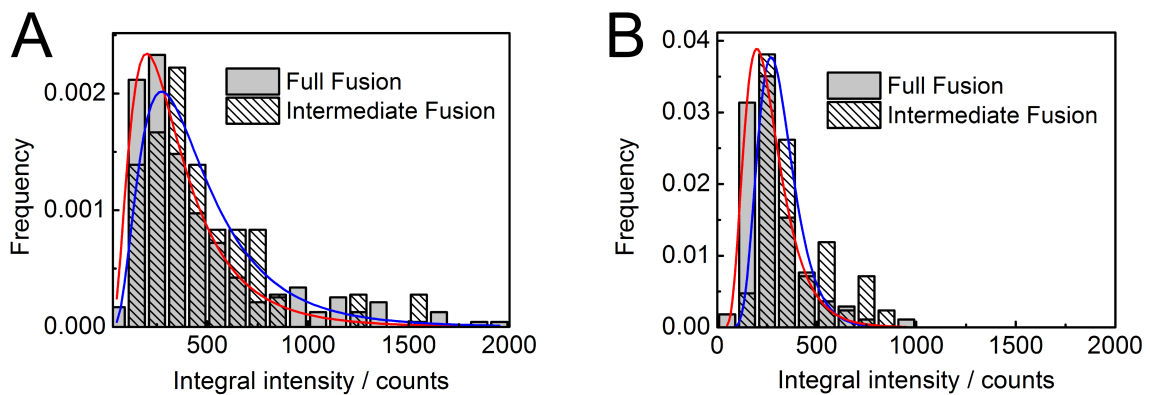 A
Frequency
0.002
0.001
0.000
Full Fusion
Intermediate Fusion
500 1000 1500 2000
Integral intensity / counts
B
Frequency
0.04
0.03
0.02
0.01
0.00
Full Fusion
Intermediate Fusion
0 500 1000 1500 2000
Integral intensity / counts